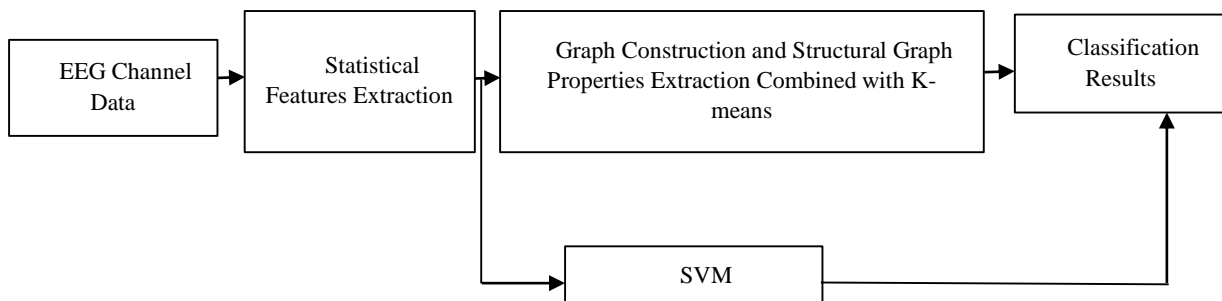 EEG Channel
Data
Statistical
Features Extraction
Graph Construction and Structural Graph
Properties Extraction Combined with K-
means
Classification
Results
SVM